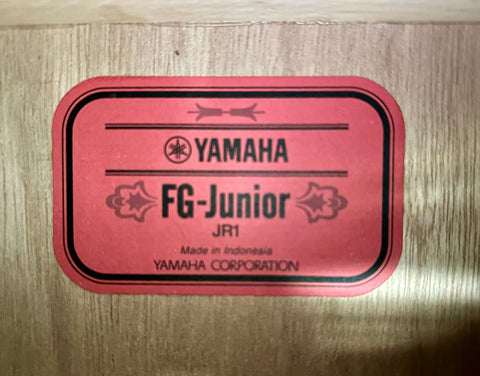 YAMAHA
FG-Junior
JR1
Made in Indonesia
YAMAHA CORPORATION